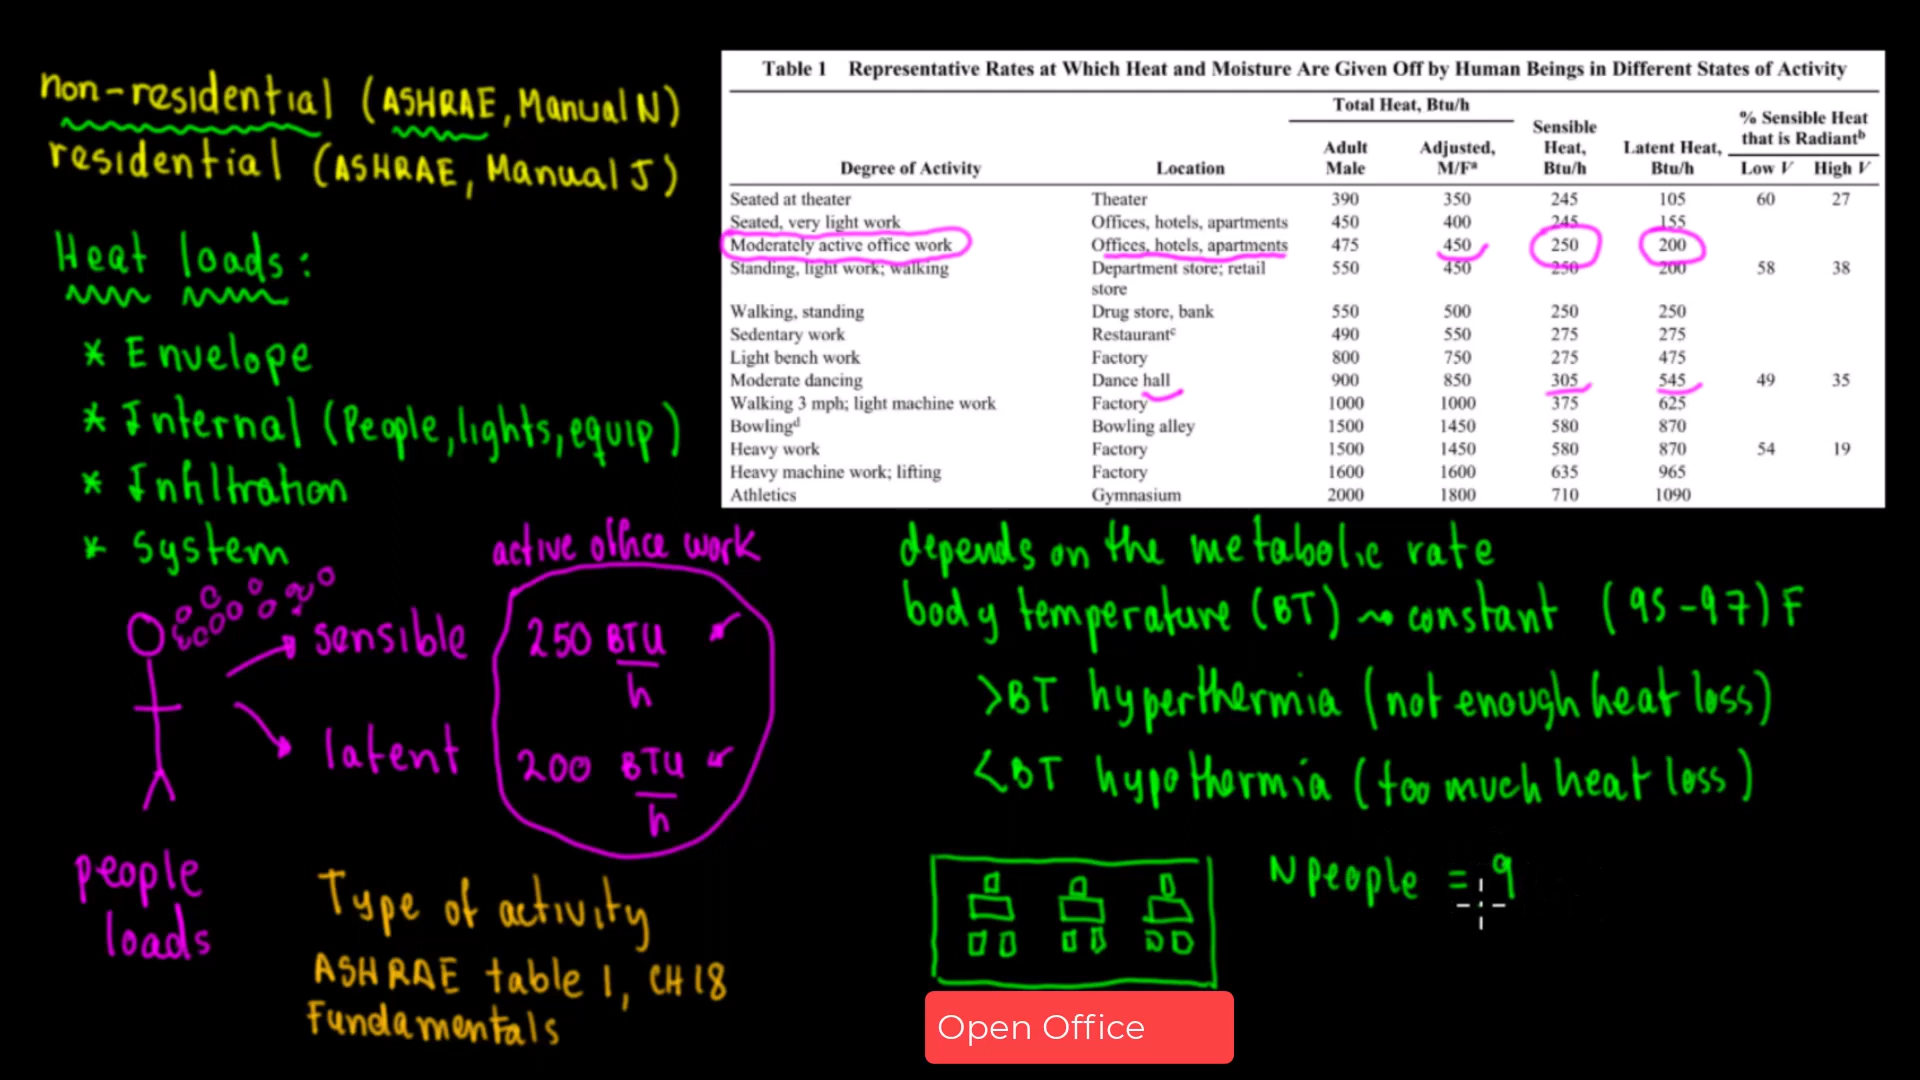 non-residential (ASHRAE, Manual N)
residential (ASHRAE, Manual J)
Heat loads:
* Envelope
* Internal (People, lights, equip)
* Infiltration
* System
Table 1 Representative Rates at Which Heat and Moisture Are Given Off by Human Beings in Different States of Activity
Total Heat, Btu/h
% Sensible Heat
Sensible
that is Radiantb
Adult Adjusted, Heat, Latent Heat,
Degree of Activity Location Male M/Fa Btu/h Btu/h Low V High V
Seated at theater Theater 390 350 245 105 60 27
Seated, very light work Offices, hotels, apartments 450 400 245 155
Moderately active office work Offices, hotels, apartments 475 450 250 200
Standing, light work; walking Department store; retail 550 450 250 200 58 38
store
Walking, standing Drug store, bank 550 500 250 250
Sedentary work Restaurantc 490 550 275 275
Light bench work Factory 800 750 275 475
Moderate dancing Dance hall 900 850 305 545 49 35
Walking 3 mph; light machine work Factory 1000 1000 375 625
Bowlingd Bowling alley 1500 1450 580 870
Heavy work Factory 1500 1450 580 870 54 19
Heavy machine work; lifting Factory 1600 1600 635 965
Athletics Gymnasium 2000 1800 710 1090
active office work
sensible 250 BTU
h
latent 200 BTU
h
people
loads
Type of activity
ASHRAE table 1, CH 18
Fundamentals
depends on the metabolic rate
body temperature (BT) ~ constant (95-97) F
>BT hyperthermia (not enough heat loss)
<BT hypothermia (too much heat loss)
N people = 9
Open Office